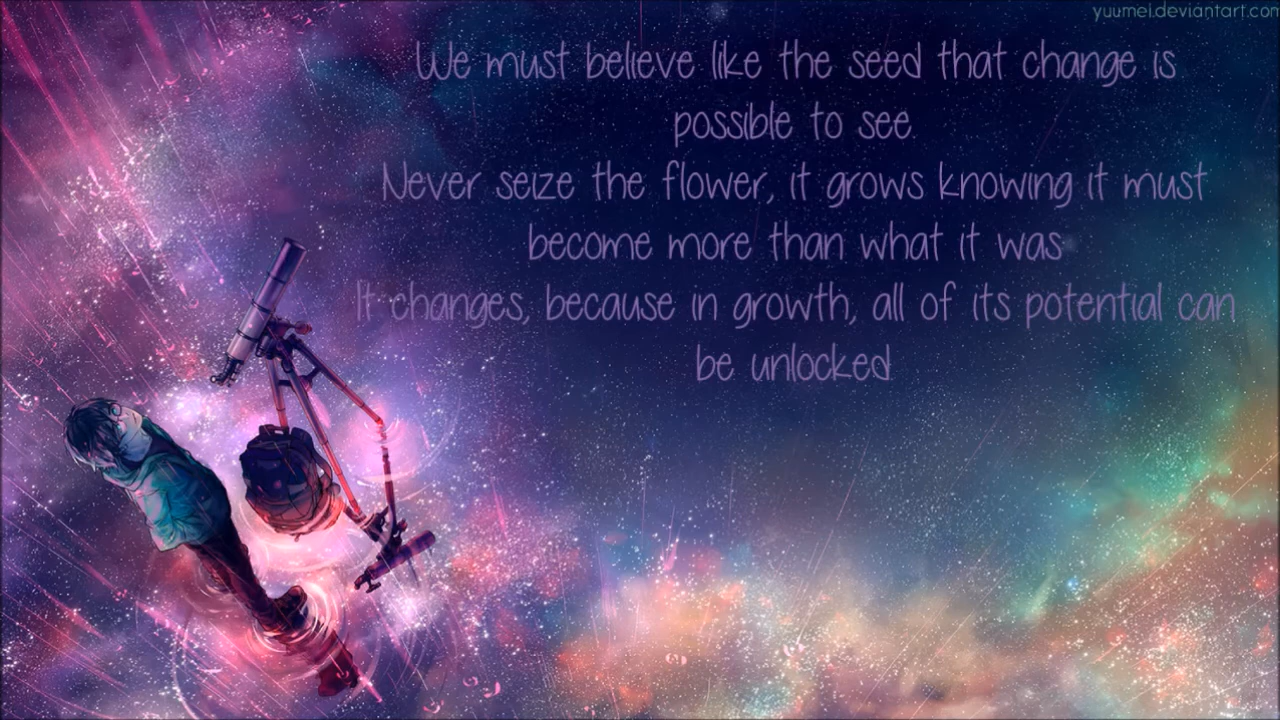 yuumei.deviantart.com
We must believe like the seed that change is
possible to see.
Never seize the flower, it grows knowing it must
become more than what it was
It changes, because in growth, all of its potential can
be unlocked